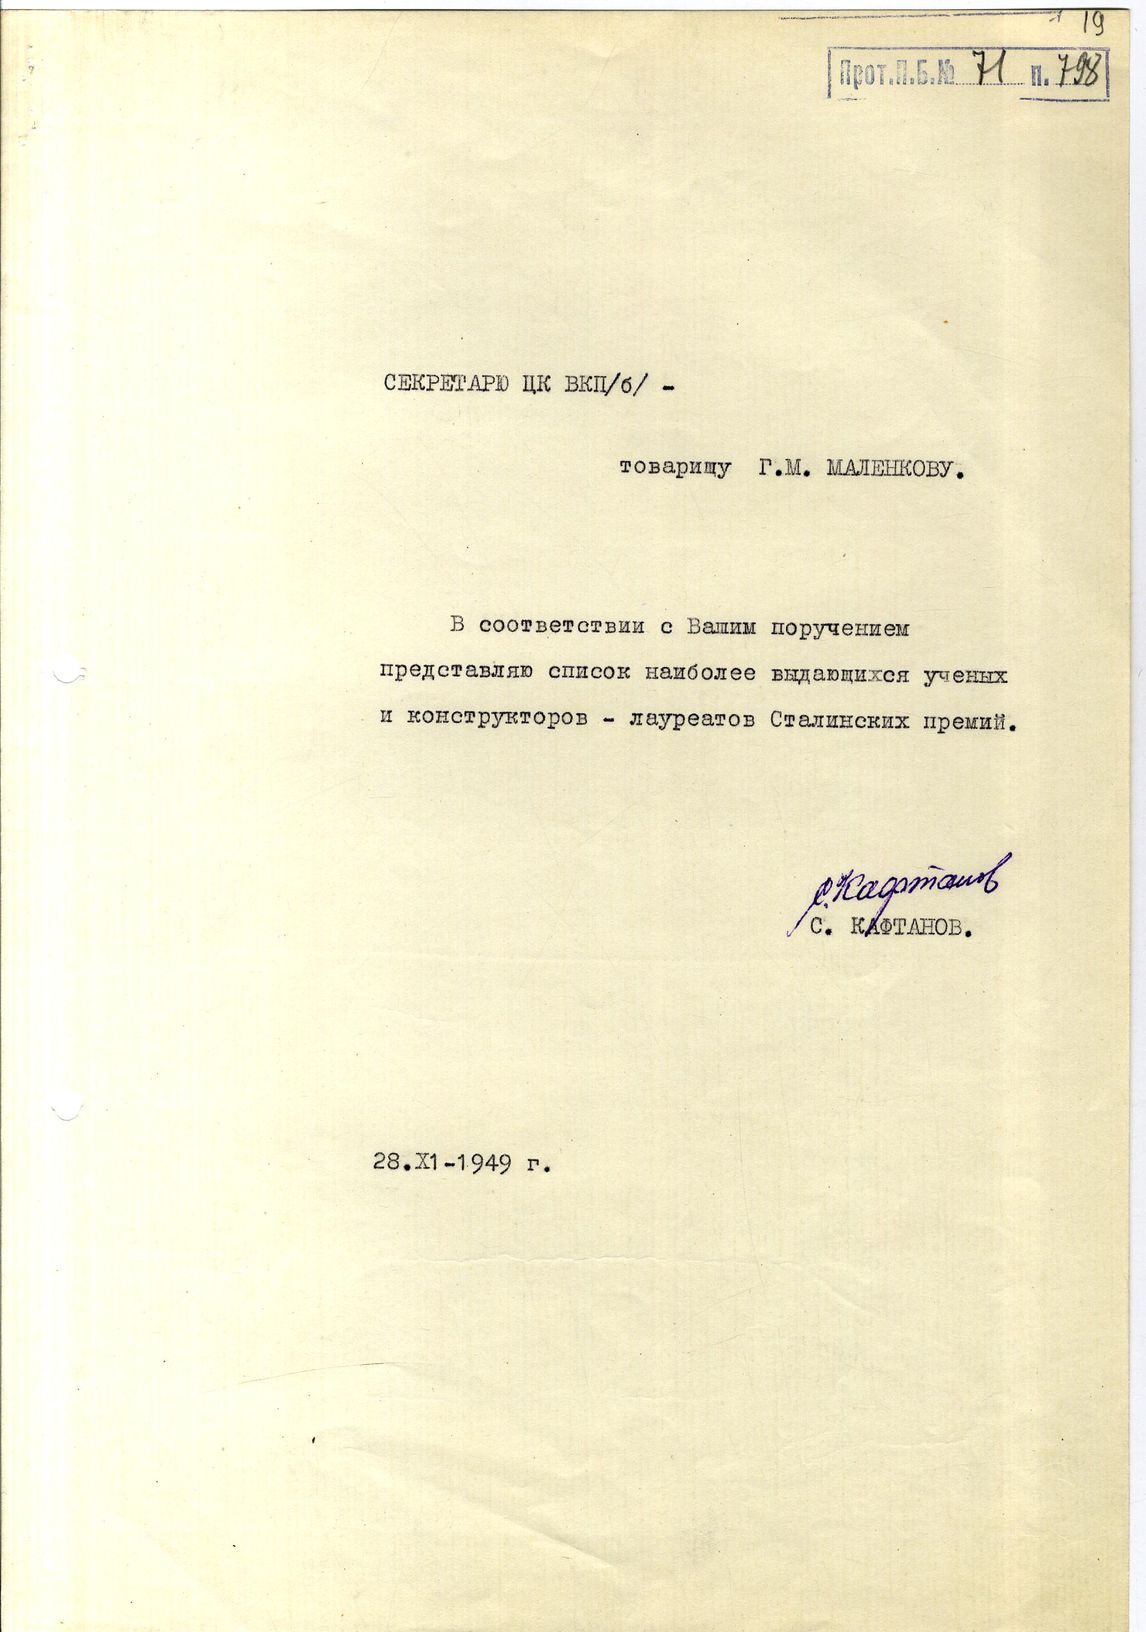 19
Прот.П.Б.№ 71 п. 798
СЕКРЕТАРЮ ЦК ВКП/б/ -
товарищу Г.М. МАЛЕНКОВУ.
В соответствии с Вашим поручением
представляю список наиболее выдающихся ученых
и конструкторов - лауреатов Сталинских премий.
С. Кафтанов
С. КАФТАНОВ.
28.XI-1949 г.